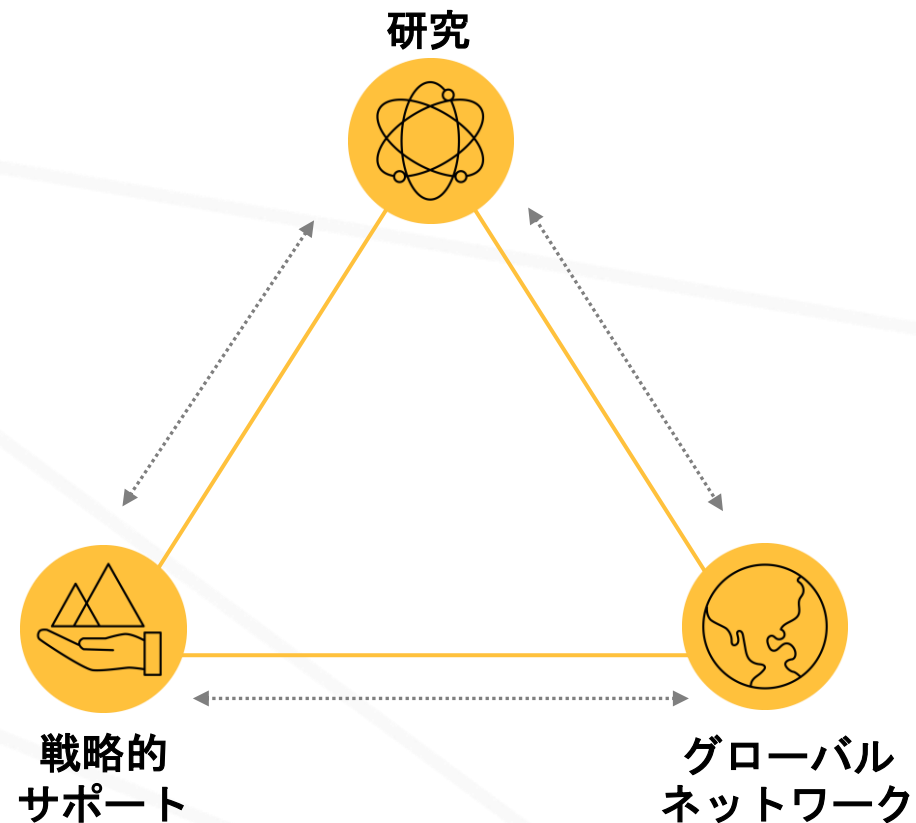 研究
戦略的
サポート
グローバル
ネットワーク